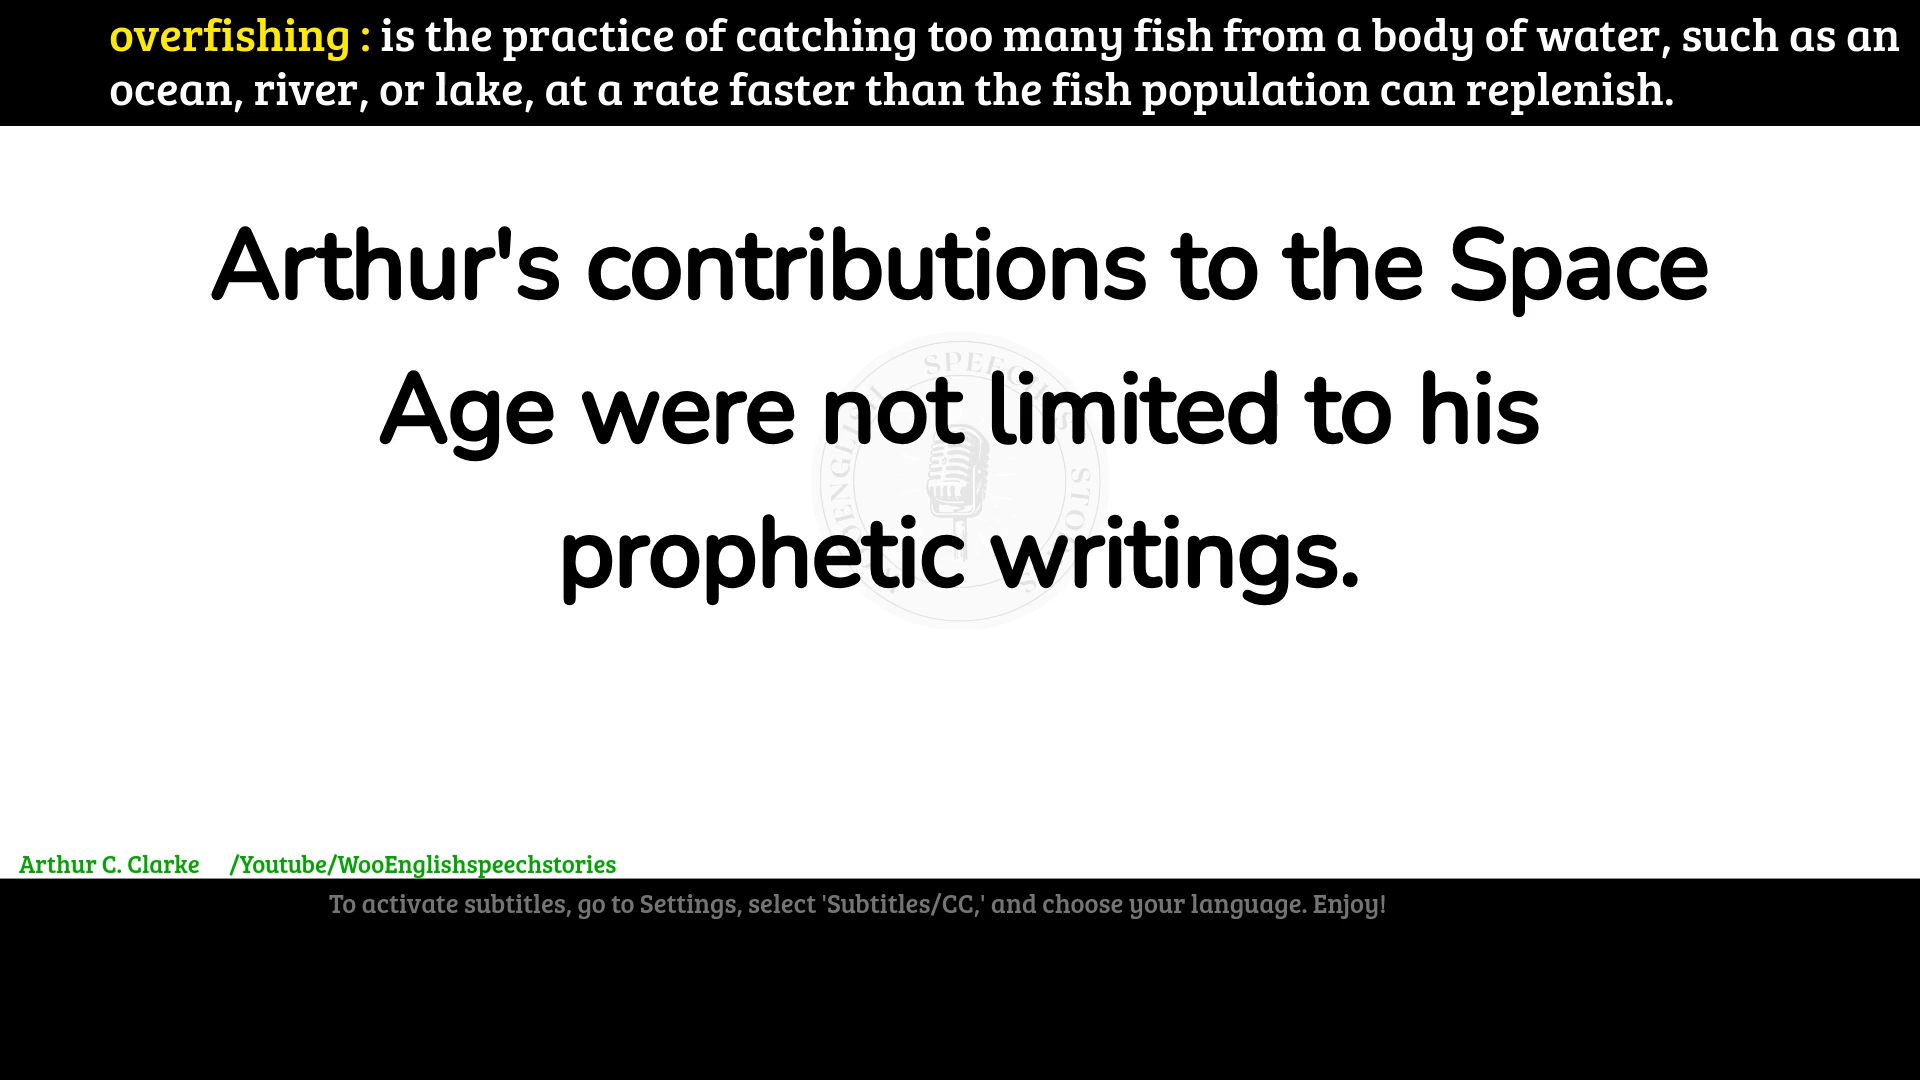 overfishing : is the practice of catching too many fish from a body of water, such as an
ocean, river, or lake, at a rate faster than the fish population can replenish.
Arthur's contributions to the Space
Age were not limited to his
prophetic writings.
SPEECHES
Arthur C. Clarke /Youtube/WooEnglishspeechstories
To activate subtitles, go to Settings, select 'Subtitles/CC,' and choose your language. Enjoy!